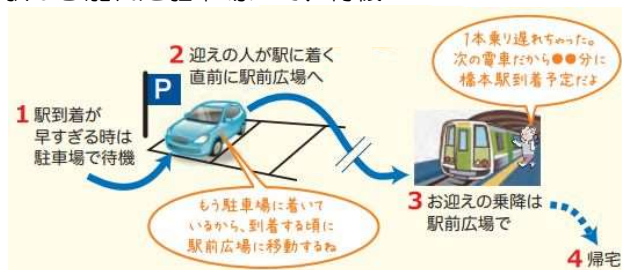 2 迎えの人が駅に着く
直前に駅前広場へ
1本乗り遅れちゃった。
次の電車だから●●分に
橋本駅到着予定だよ
P
1 駅到着が
早すぎる時は
駐車場で待機
もう駐車場に着いて
いるから、到着する頃に
駅前広場に移動するね
3 お迎えの乗降は
駅前広場で
4 帰宅